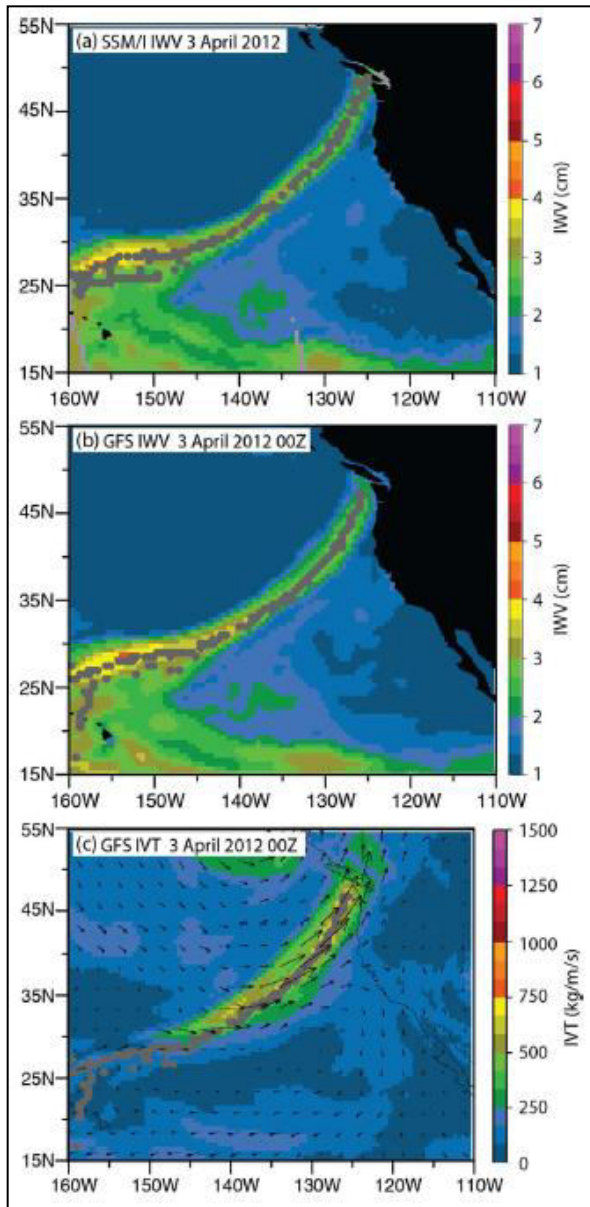 55N
(a) SSM/I IWV 3 April 2012
45N
35N
25N
15N
160W 150W 140W 130W 120W 110W
7
6
5
4
3
2
1
IWV (cm)
55N
(b) GFS IWV 3 April 2012 00Z
45N
35N
25N
15N
160W 150W 140W 130W 120W 110W
7
6
5
4
3
2
1
IWV (cm)
55N
(c) GFS IVT 3 April 2012 00Z
45N
35N
25N
15N
160W 150W 140W 130W 120W 110W
1500
1250
1000
750
500
250
0
IVT (kg/m/s)